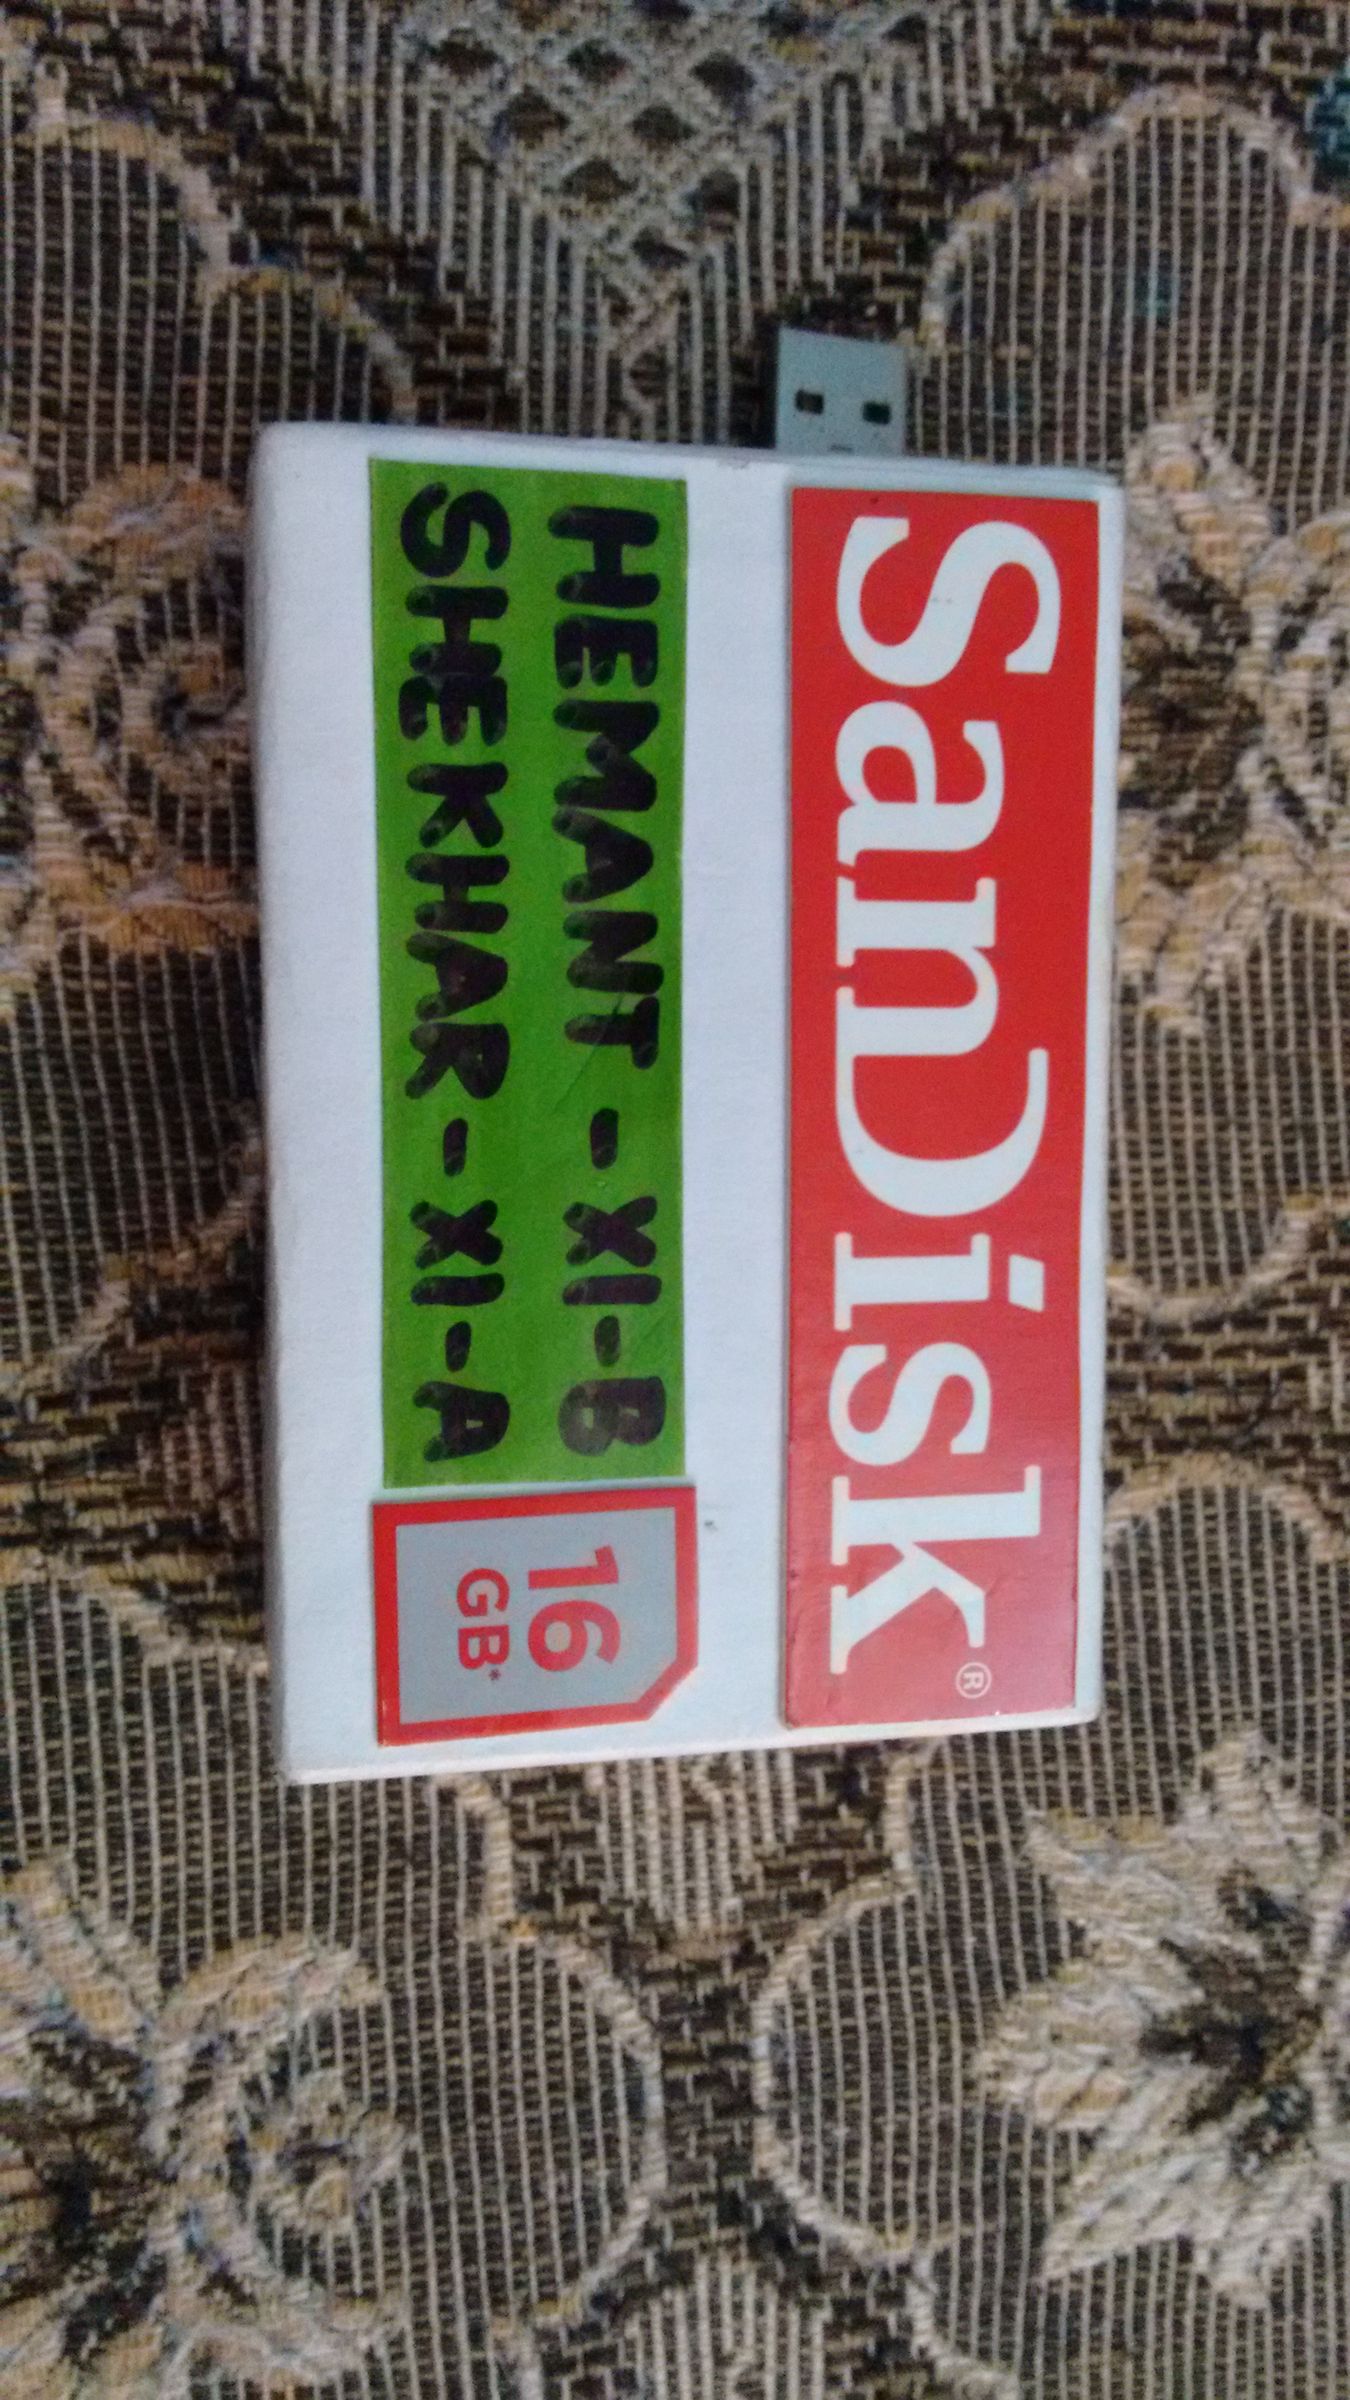 SanDisk®
HEMANT - XI-B
SHEKHAR - XI-A
16
GB*